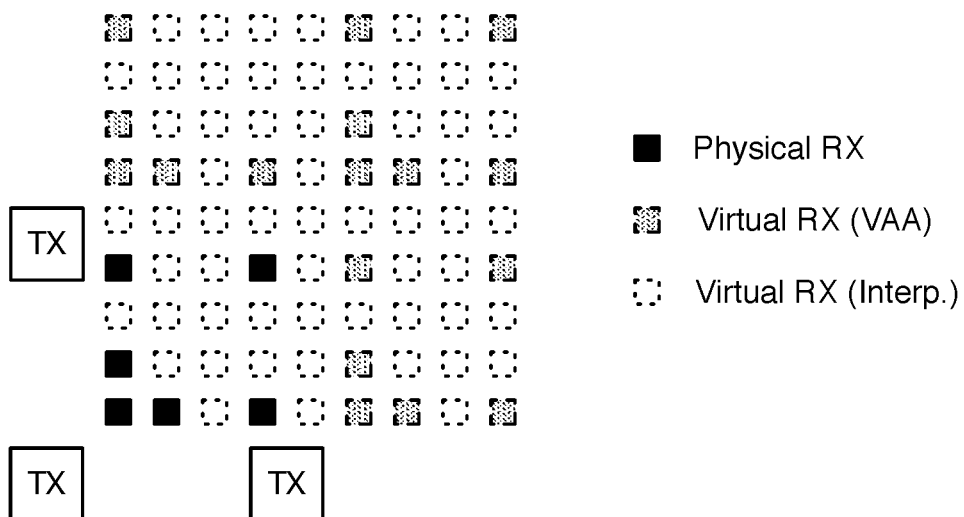 Physical RX
Virtual RX (VAA)
TX
Virtual RX (Interp.)
TX
TX